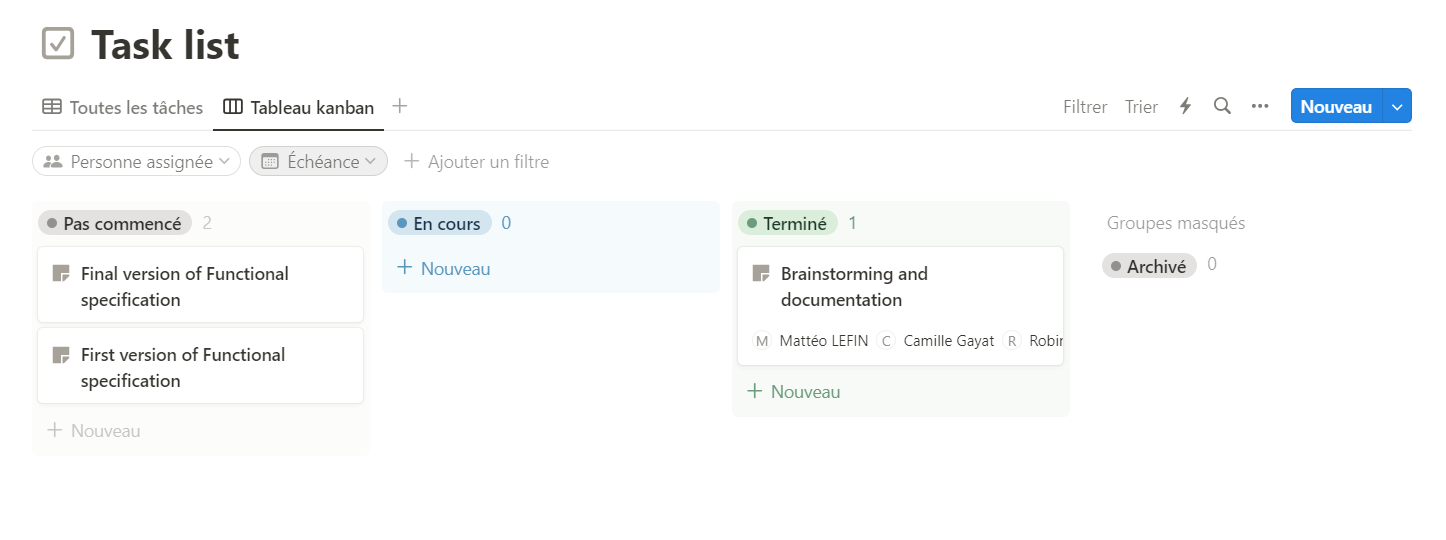 Task list
Toutes les tâches Tableau kanban
Filtrer Trier Nouveau
Personne assignée Échéance Ajouter un filtre
Pas commencé 2
Final version of Functional
specification
First version of Functional
specification
Nouveau
En cours 0
Nouveau
Terminé 1
Brainstorming and
documentation
M Mattéo LEFIN C Camille Gayat R
Nouveau
Groupes masqués
Archivé 0